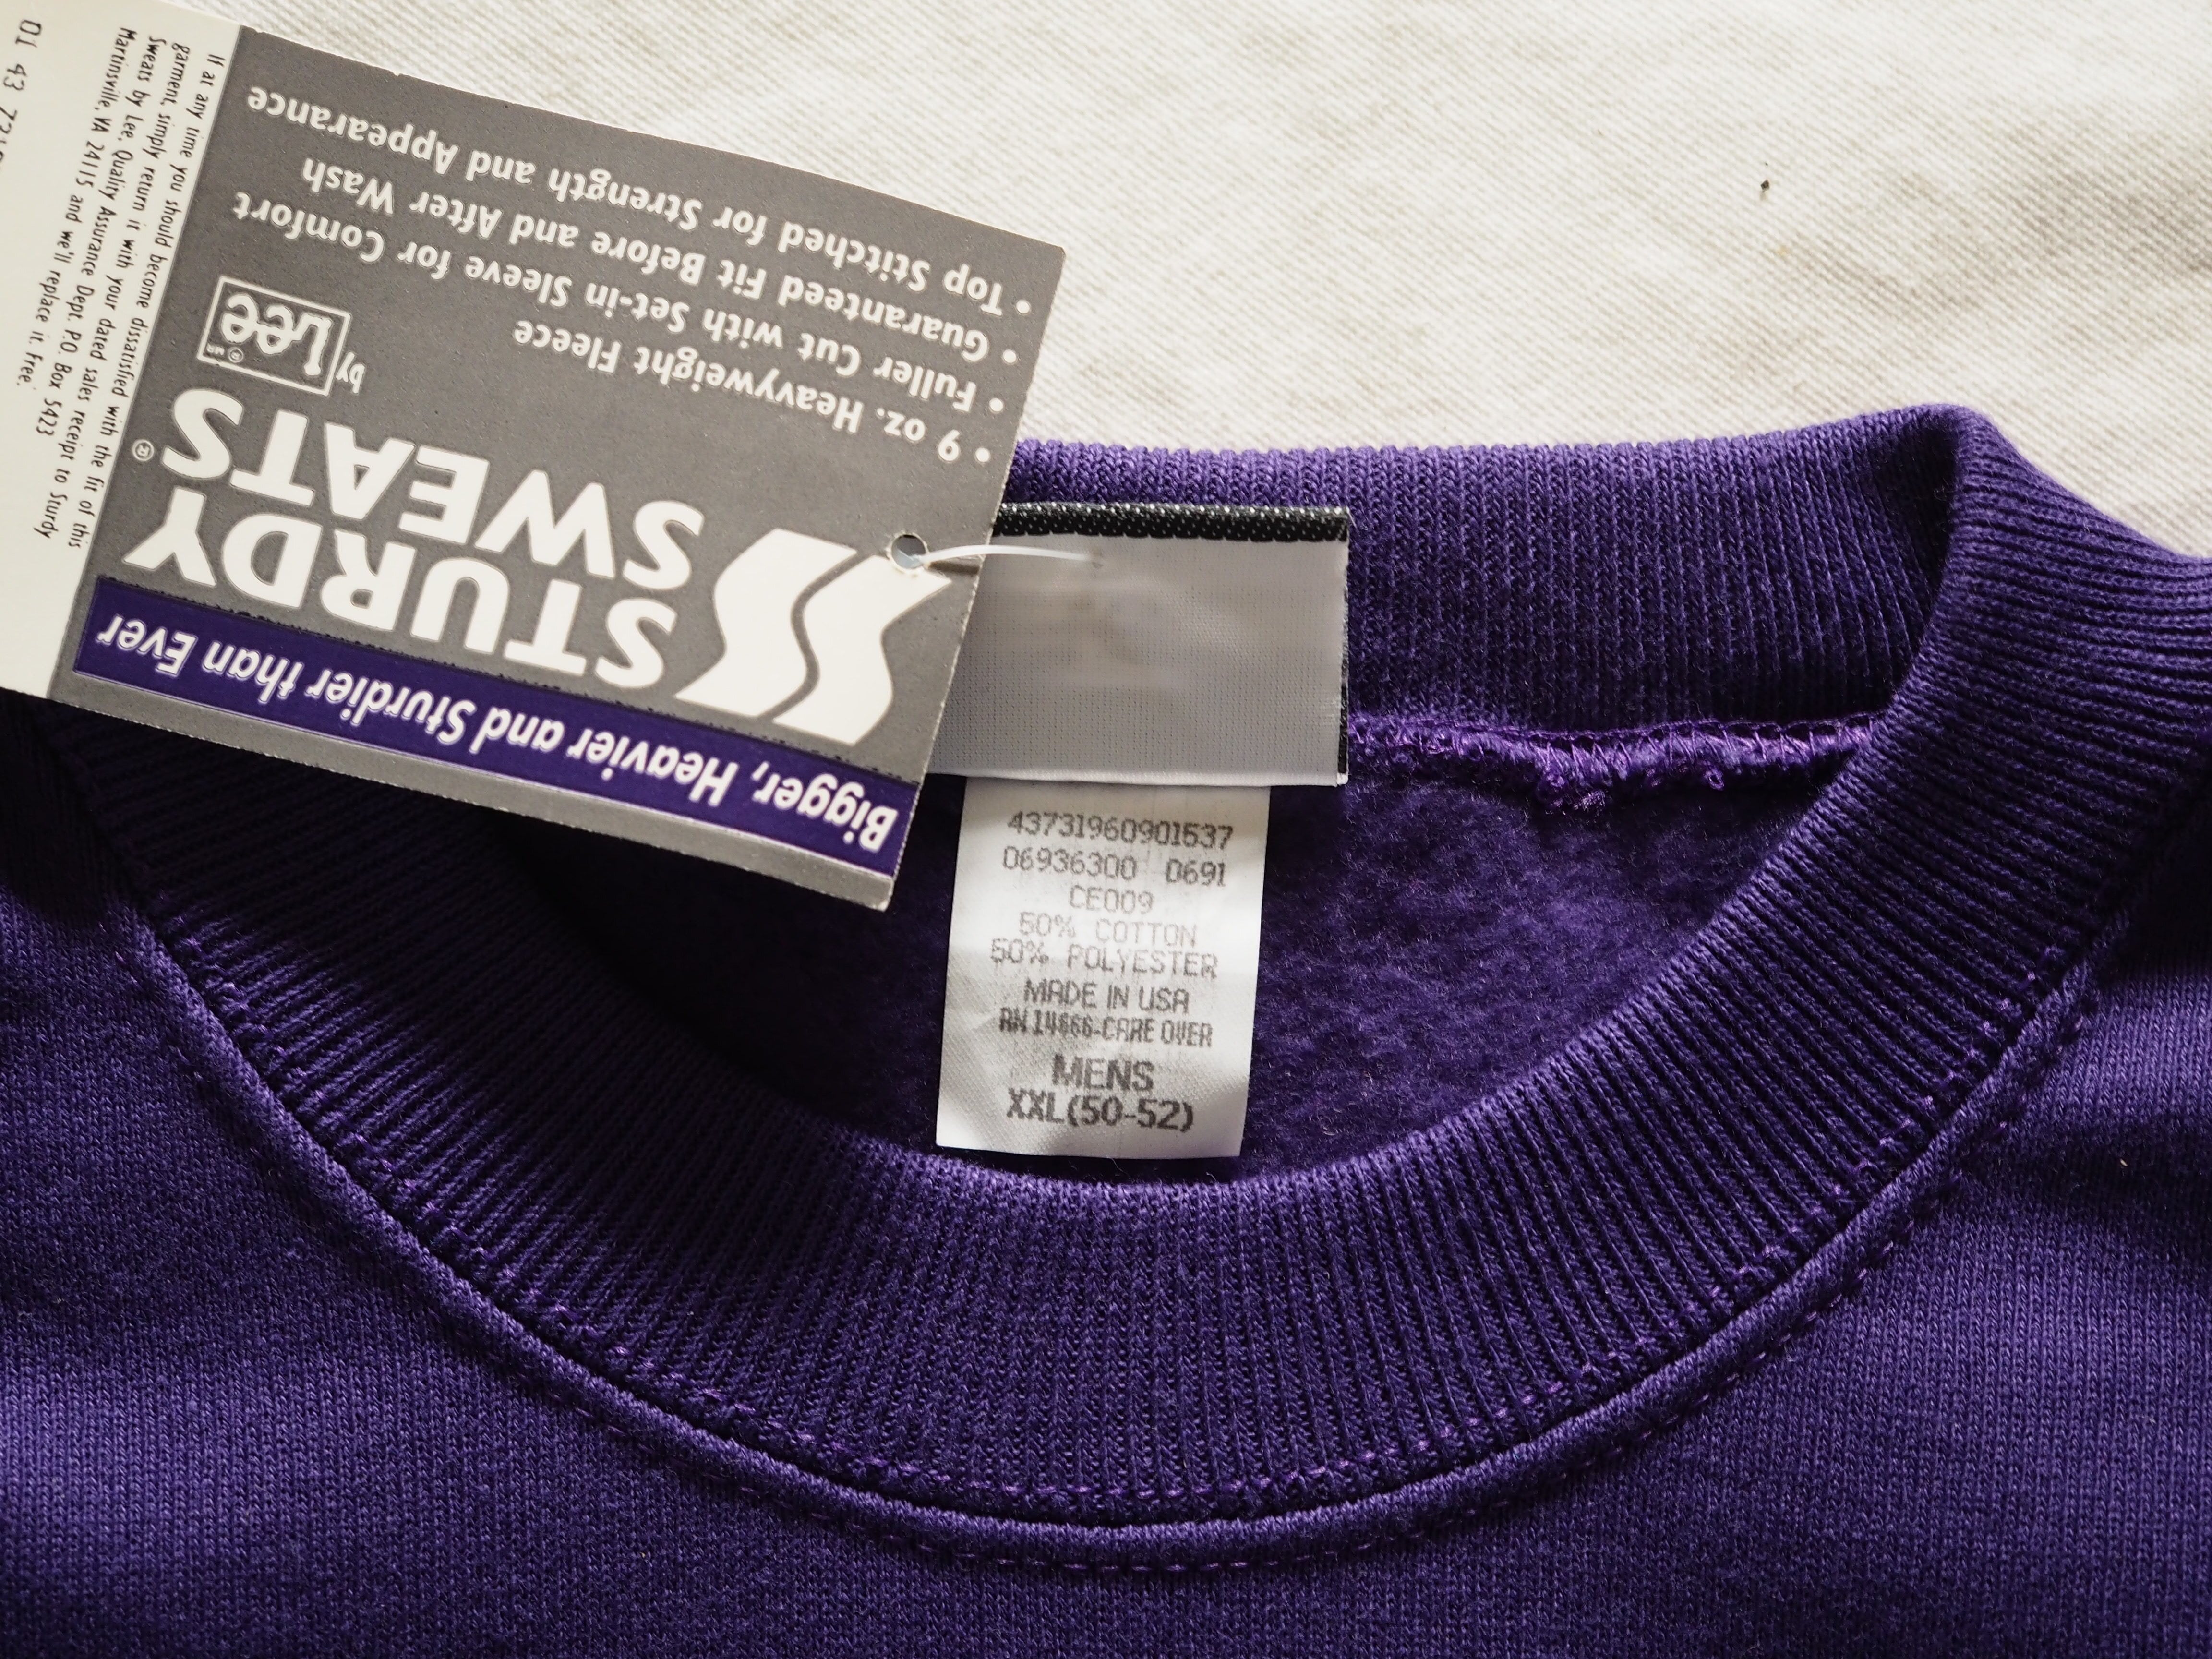 Bigger, Heavier and Sturdier than Ever
STURDY
SWEATS®
by Lee® MR
• 9 oz. Heavyweight Fleece
• Fuller Cut with Set-in Sleeve for Comfort
• Guaranteed Fit Before and After Wash
• Top Stitched for Strength and Appearance
If at any time you should become dissatisfied with the fit of this
garment, simply return it with your dated sales receipt to Sturdy
Sweats by Lee, Quality Assurance Dept. P.O. Box 5423
Martinsville, VA 24115 and we'll replace it. Free.
01 43
43731960901537
06936300 0691
CE009
50% COTTON
50% POLYESTER
MADE IN USA
RN 14666-CARE OVER
MENS
XXL(50-52)